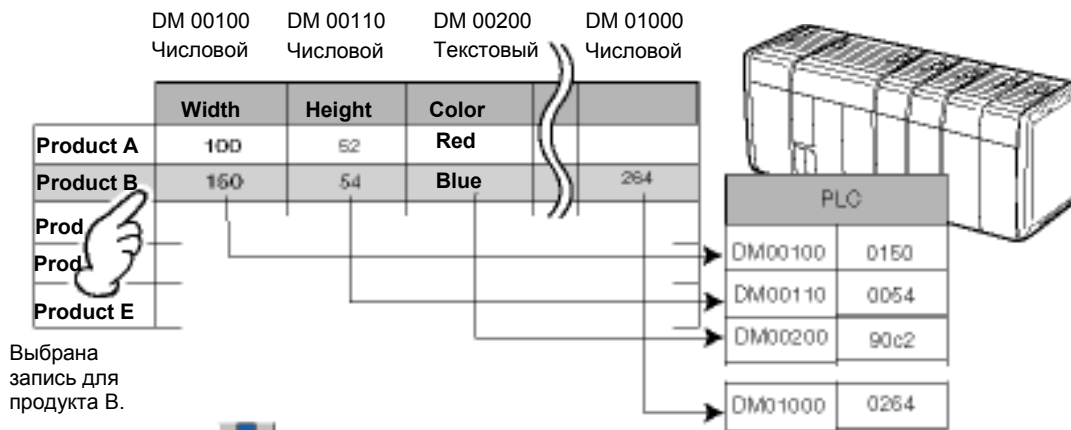 DM 00100 DM 00110 DM 00200 DM 01000
Числовой Числовой Текстовый Числовой
Width Height Color
Product A 100 52 Red
Product B 150 54 Blue 264
Prod
Prod
Product E
PLC
DM00100 0150
DM00110 0054
DM00200 90c2
DM01000 0264
Выбрана
запись для
продукта B.